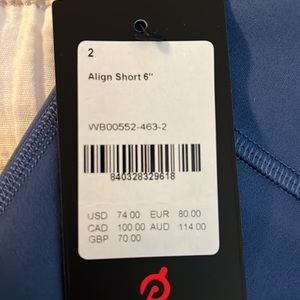 2
Align Short 6"
WB00552-463-2
840328329618
USD 74.00 EUR 80.00
CAD 100.00 AUD 114.00
GBP 70.00